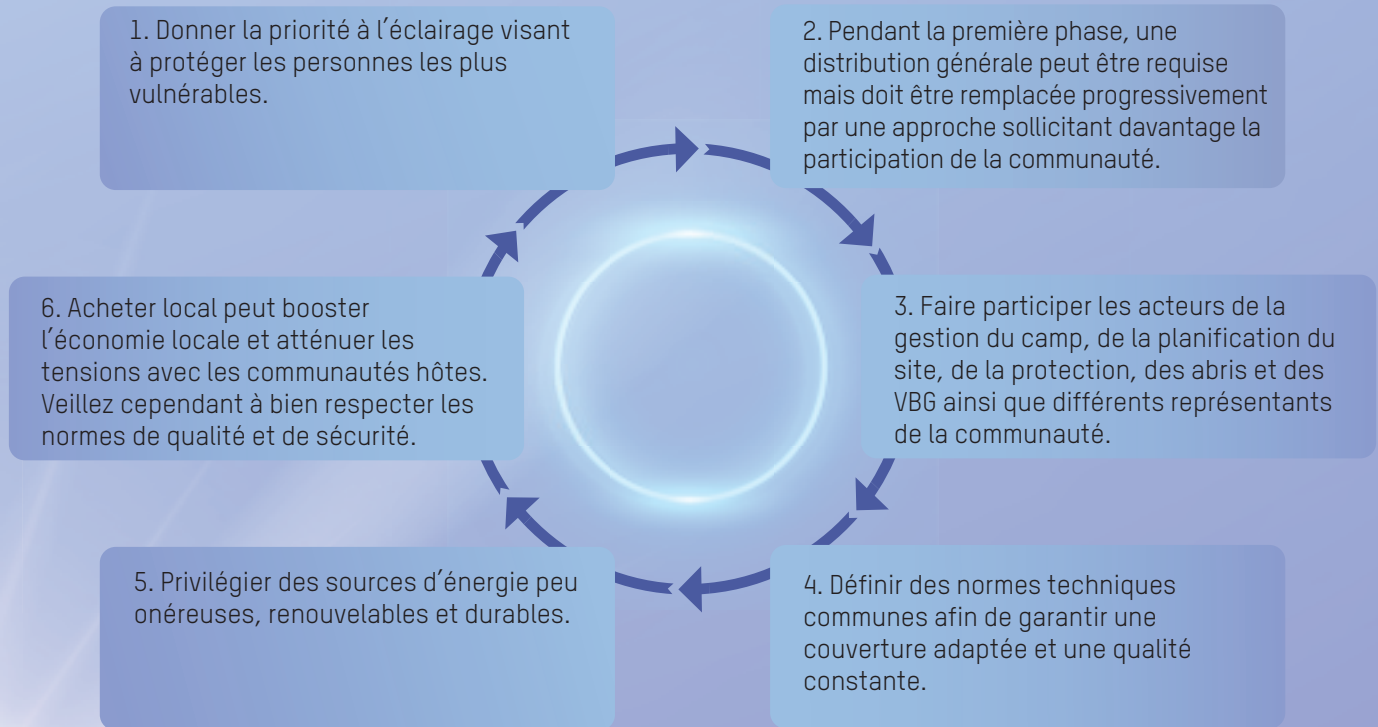 1. Donner la priorité à l’éclairage visant
à protéger les personnes les plus
vulnérables.
2. Pendant la première phase, une
distribution générale peut être requise
mais doit être remplacée progressivement
par une approche sollicitant davantage la
participation de la communauté.
3. Faire participer les acteurs de la
gestion du camp, de la planification du
site, de la protection, des abris et des
VBG ainsi que différents représentants
de la communauté.
4. Définir des normes techniques
communes afin de garantir une
couverture adaptée et une qualité
constante.
5. Privilégier des sources d’énergie peu
onéreuses, renouvelables et durables.
6. Acheter local peut booster
l’économie locale et atténuer les
tensions avec les communautés hôtes.
Veillez cependant à bien respecter les
normes de qualité et de sécurité.